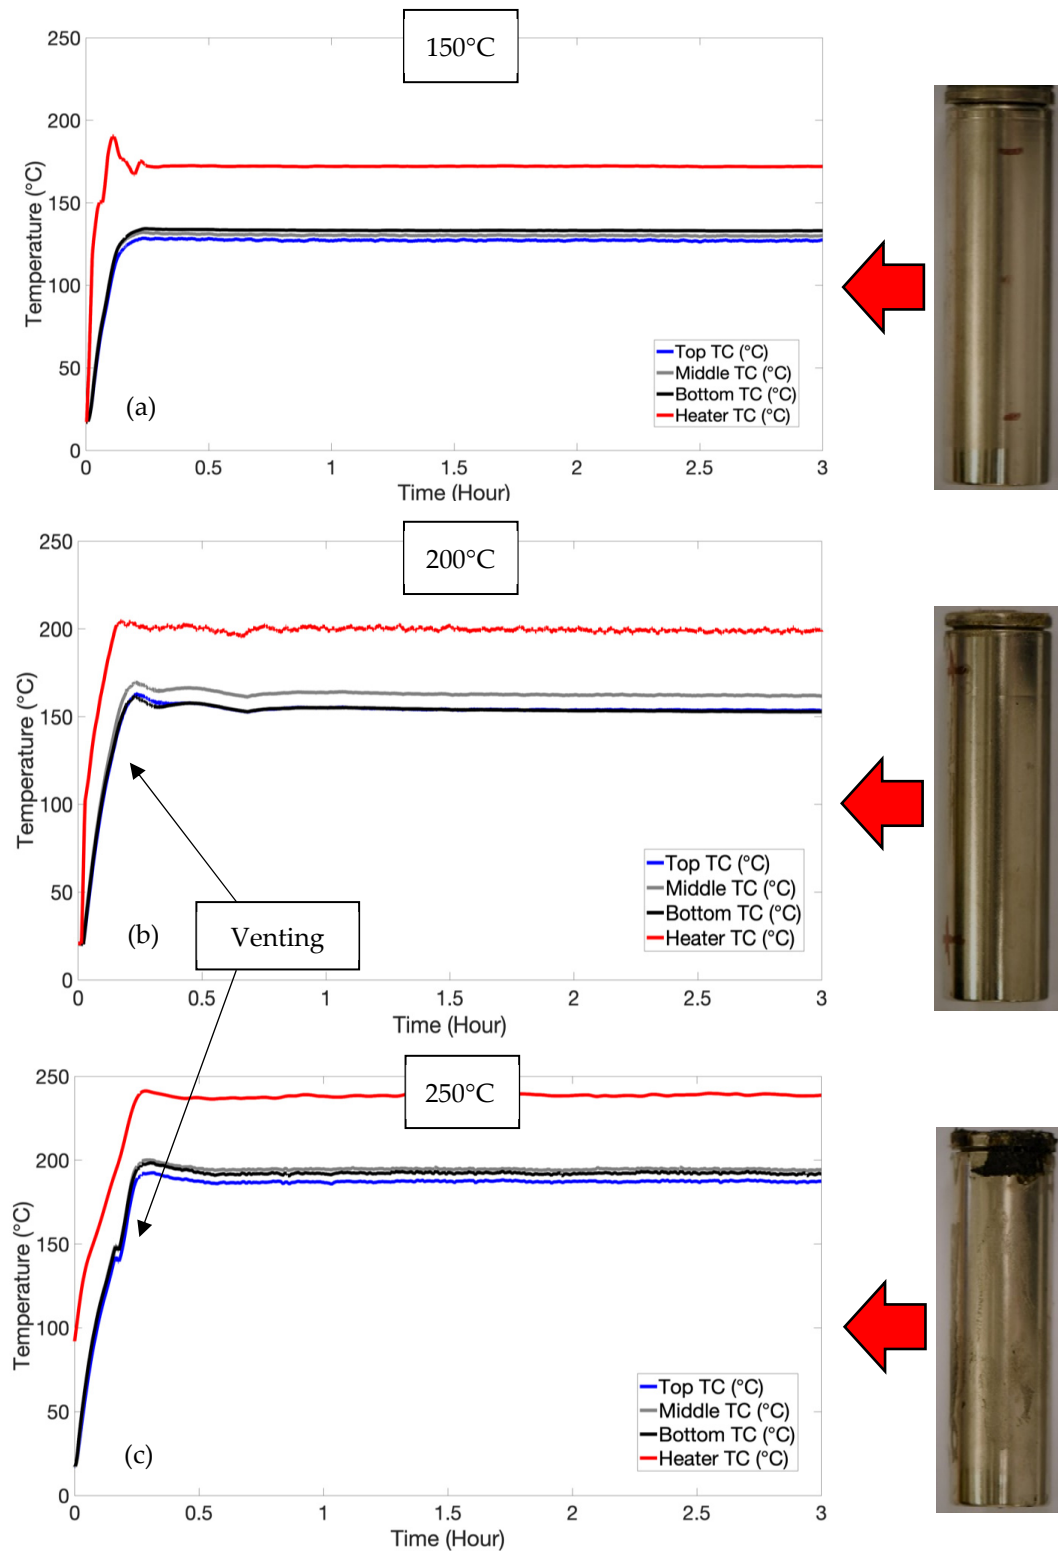 150°C
250
200
150
100
50
0
Temperature (°C)
(a)
Top TC (°C)
Middle TC (°C)
Bottom TC (°C)
Heater TC (°C)
0 0.5 1 1.5 2 2.5 3
Time (Hour)
200°C
250
200
150
100
50
0
Temperature (°C)
(b)
Venting
Top TC (°C)
Middle TC (°C)
Bottom TC (°C)
Heater TC (°C)
0 0.5 1 1.5 2 2.5 3
Time (Hour)
250°C
250
200
150
100
50
0
Temperature (°C)
(c)
Top TC (°C)
Middle TC (°C)
Bottom TC (°C)
Heater TC (°C)
0 0.5 1 1.5 2 2.5 3
Time (Hour)